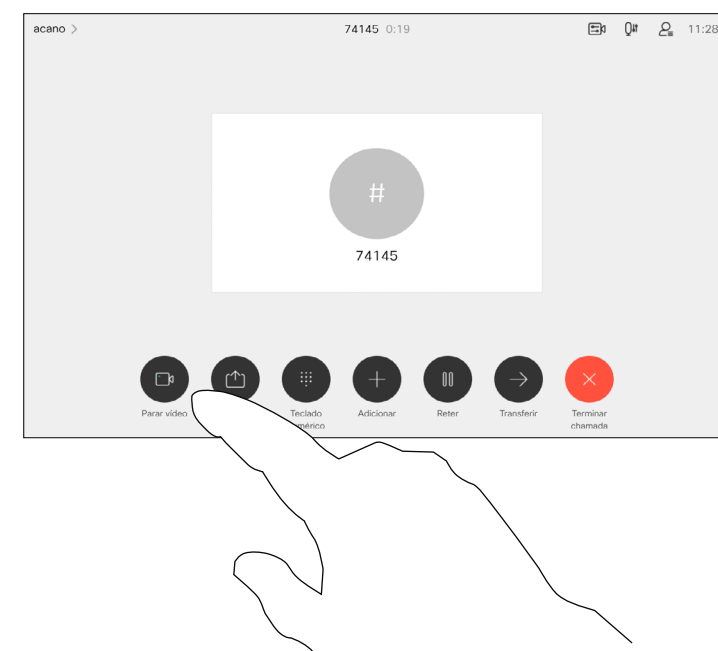 acano >
74145 0:19
11:28
#
74145
Parar vídeo
Teclado
Adicionar
Reter
Transferir
Terminar
chamada